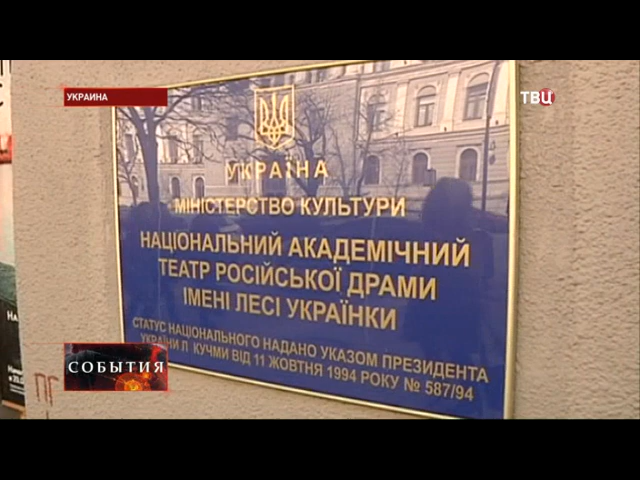 УКРАИНА
ТВЦ
УКРАЇНА
МІНІСТЕРСТВО КУЛЬТУРИ
НАЦІОНАЛЬНИЙ АКАДЕМІЧНИЙ
ТЕАТР РОСІЙСЬКОЇ ДРАМИ
ІМЕНІ ЛЕСІ УКРАЇНКИ
СТАТУС НАЦІОНАЛЬНОГО НАДАНО УКАЗОМ ПРЕЗИДЕНТА
УКРАЇНИ Л КУЧМИ ВІД 11 ЖОВТНЯ 1994 РОКУ № 587/94
СОБЫТИЯ
ПГ